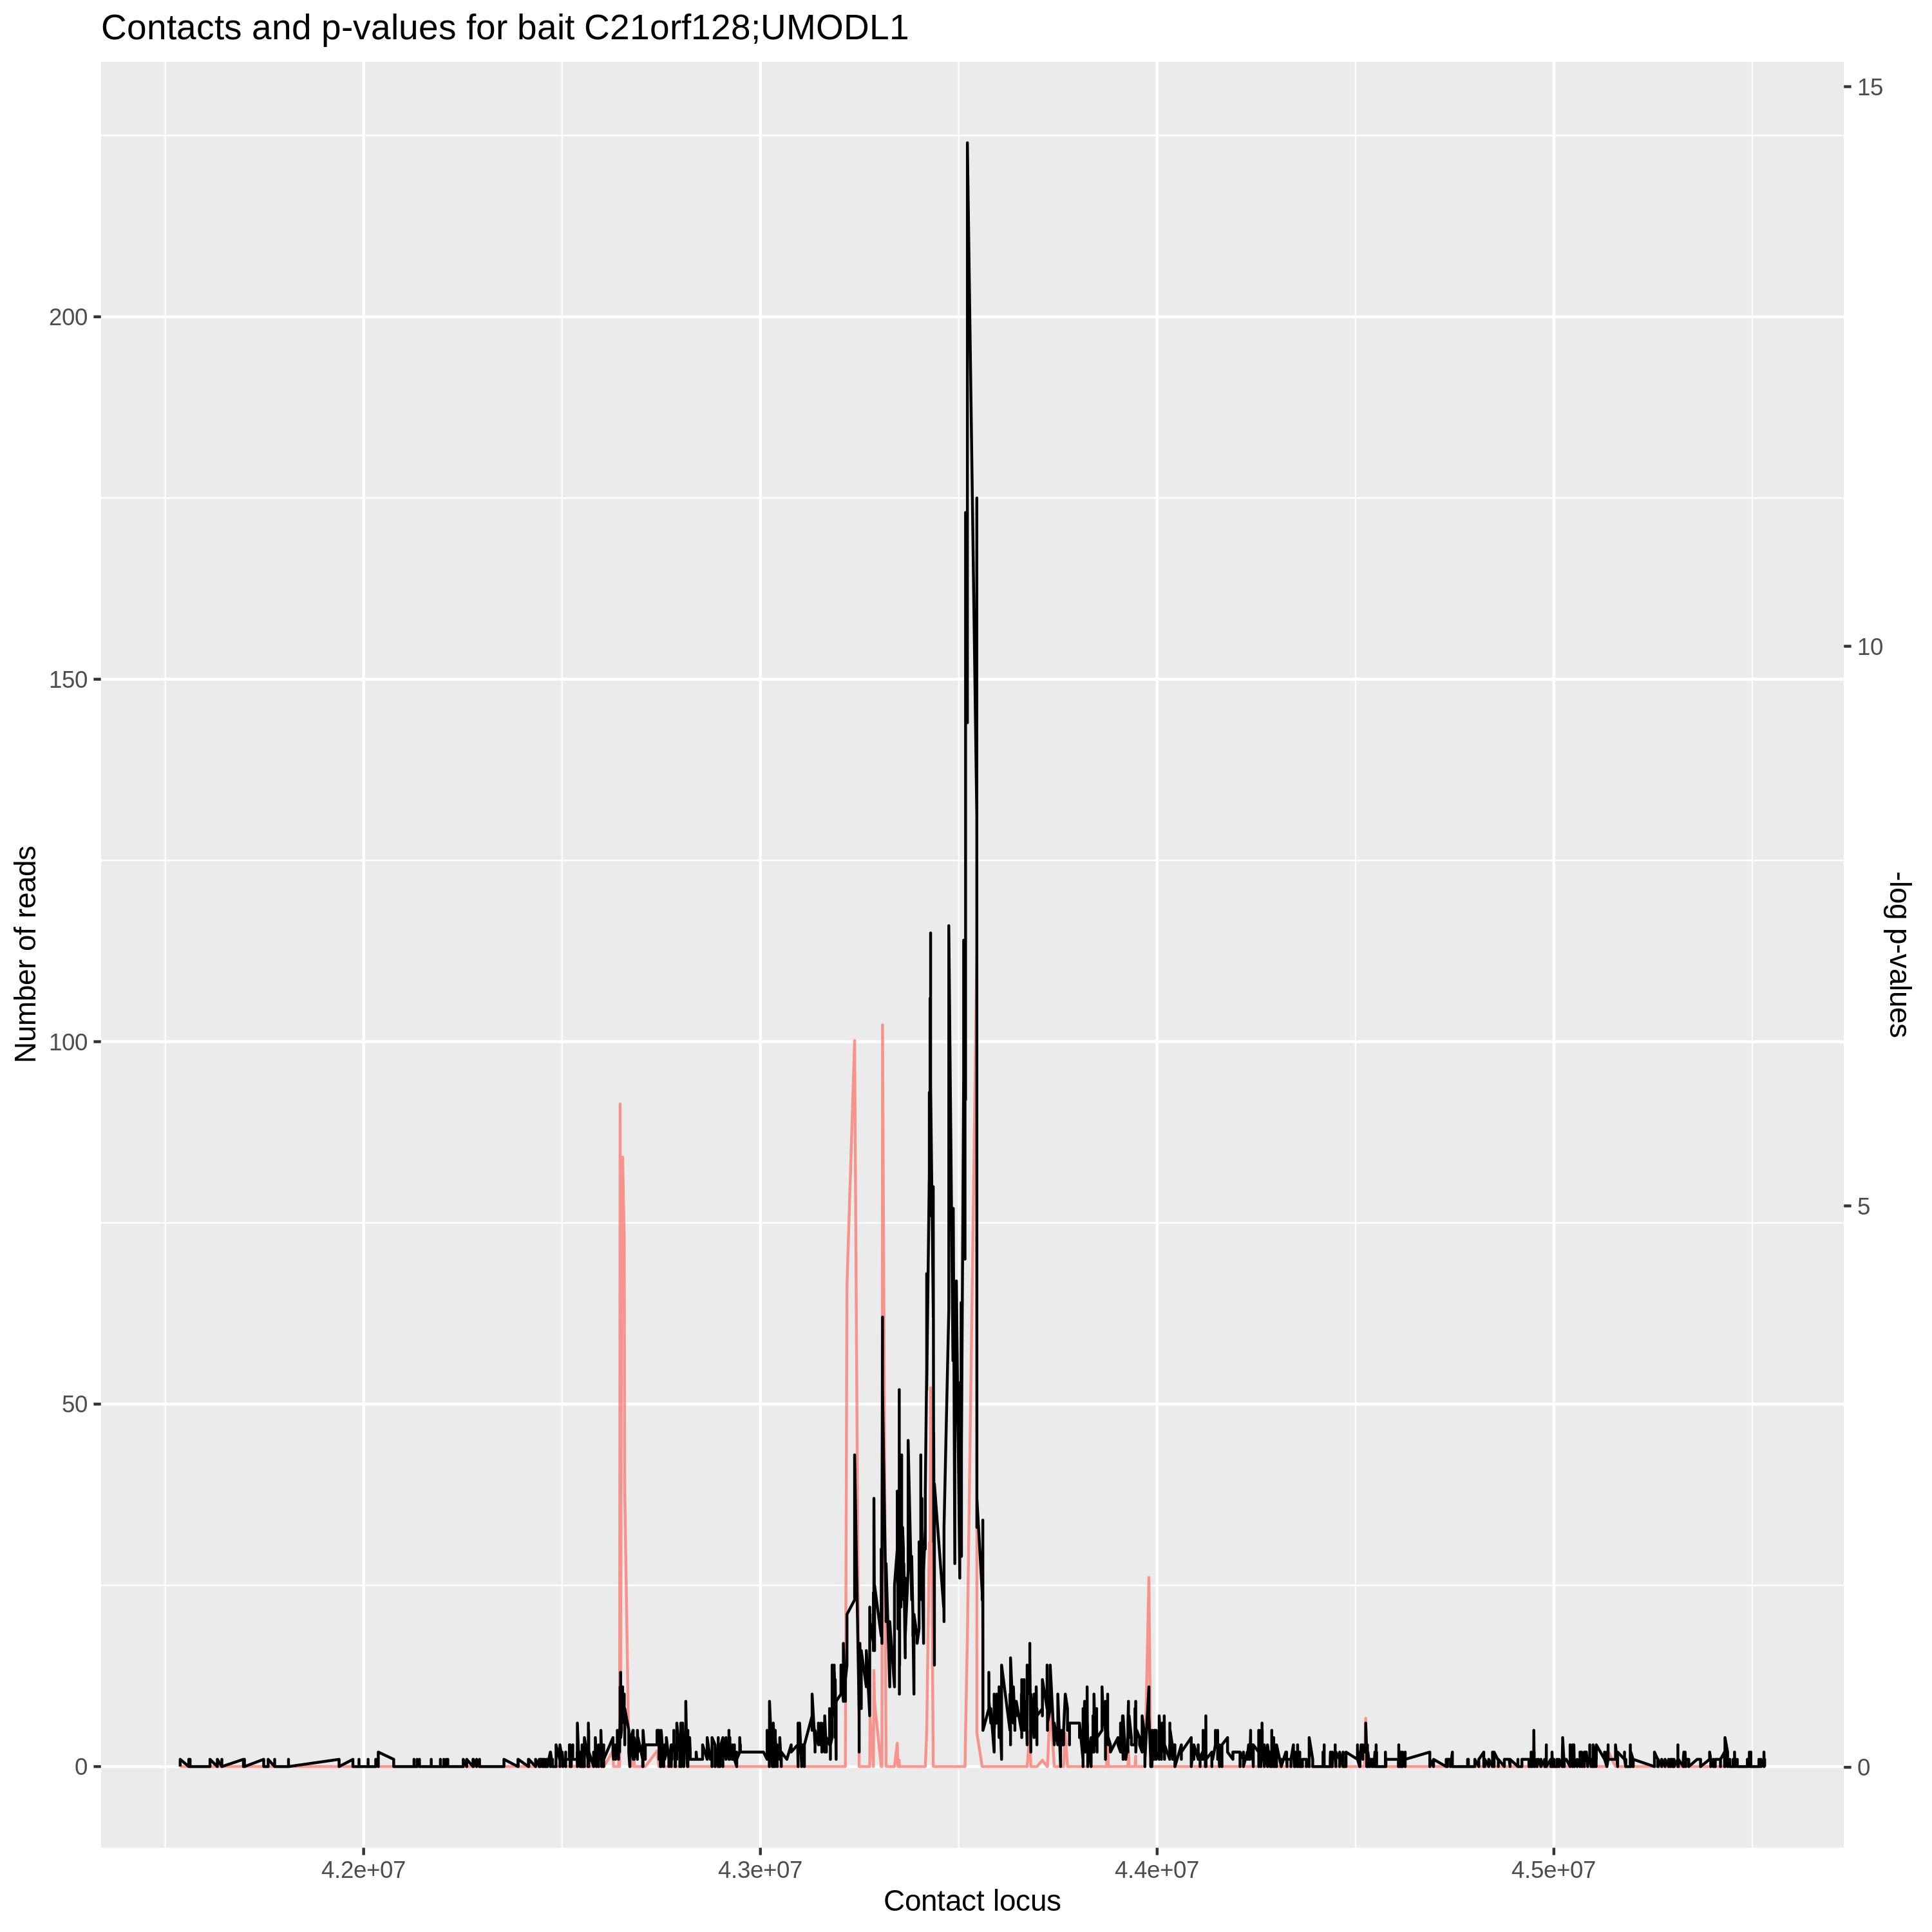 Contacts and p-values for bait C21orf128;UMODL1
200
150
100
50
0
Number of reads
15
10
5
0
-log p-values
4.2e+07
4.3e+07
4.4e+07
4.5e+07
Contact locus